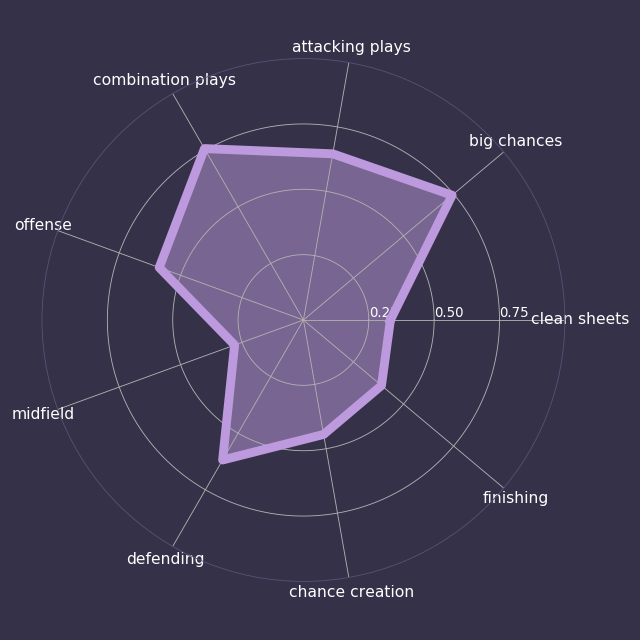 attacking plays
combination plays
big chances
offense
0.2
0.50
0.75
clean sheets
midfield
finishing
defending
chance creation